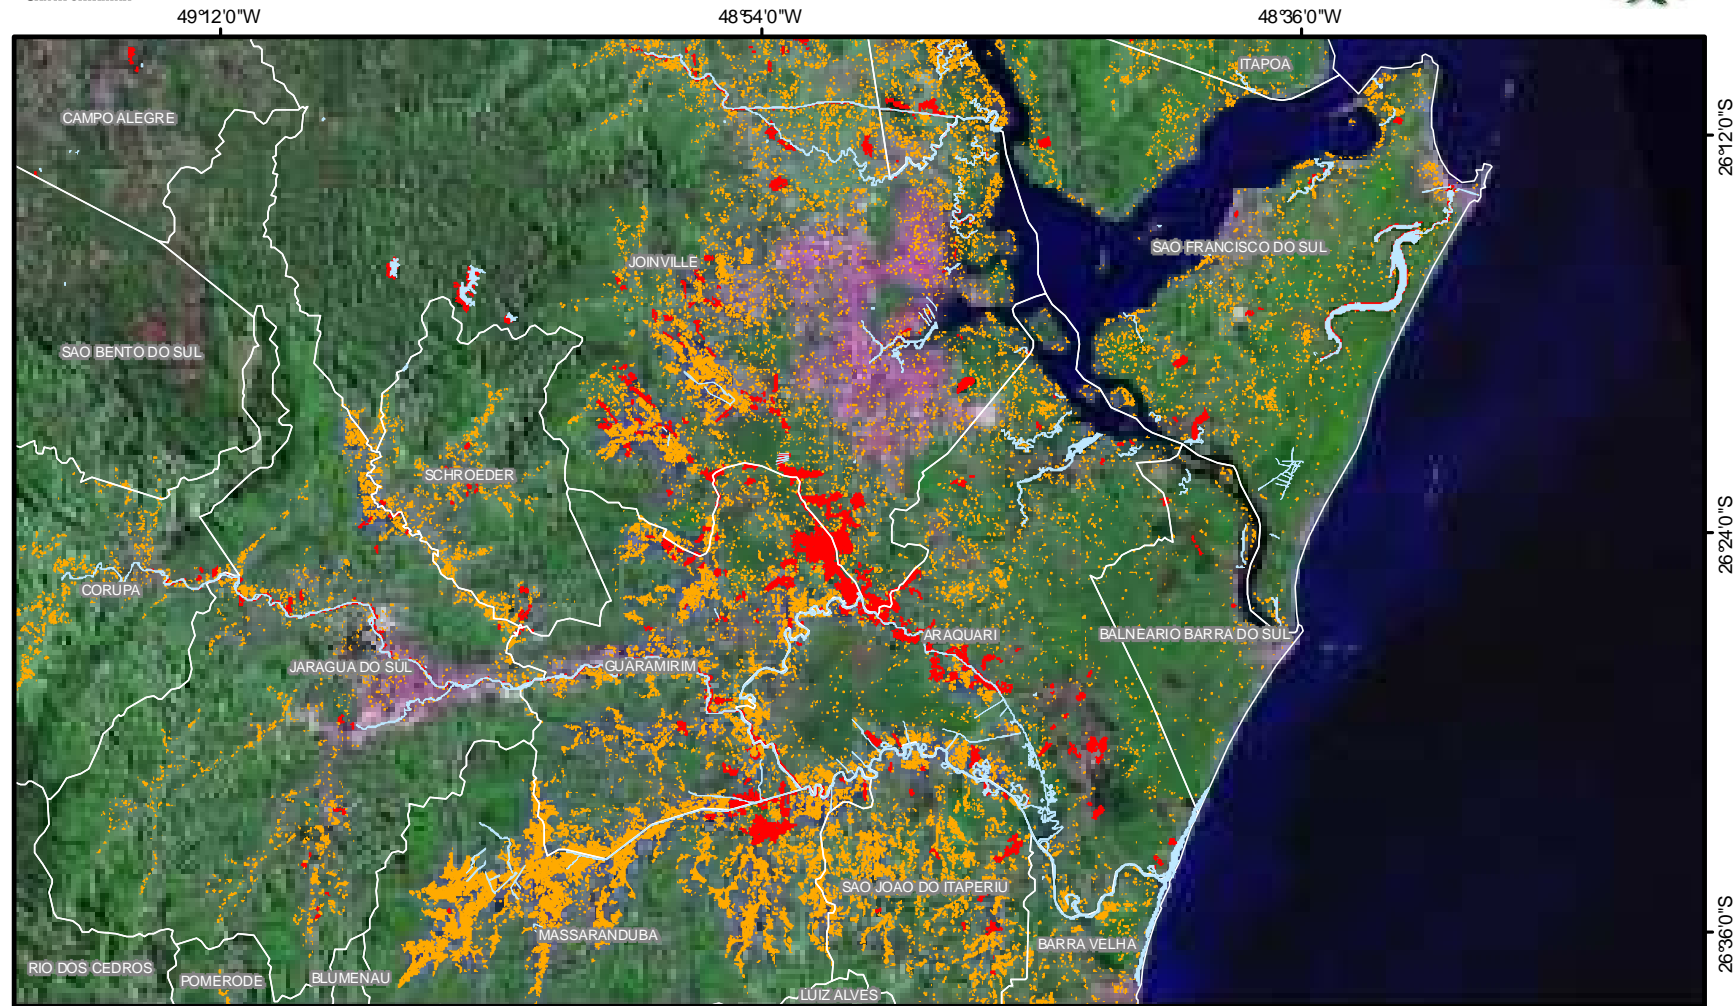 49°12'0"W
48°54'0"W
48°36'0"W
ITAPOA
CAMPO ALEGRE
26°12'0"S
SAO FRANCISCO DO SUL
JOINVILLE
SAO BENTO DO SUL
SCHROEDER
26°24'0"S
CORUPA
ARAQUARI
BALNEARIO BARRA DO SUL
JARAGUA DO SUL
GUARAMIRIM
SAO JOAO DO ITAPERIU
MASSARANDUBA
BARRA VELHA
26°36'0"S
RIO DOS CEDROS
POMERODE
BLUMENAU
LUIZ ALVES